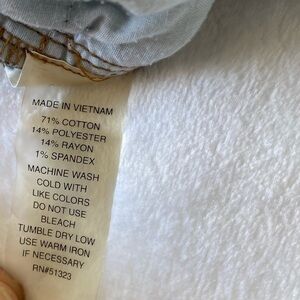 MADE IN VIETNAM
71% COTTON
14% POLYESTER
14% RAYON
1% SPANDEX
MACHINE WASH
COLD WITH
LIKE COLORS
DO NOT USE
BLEACH
TUMBLE DRY LOW
USE WARM IRON
IF NECESSARY
RN#51323